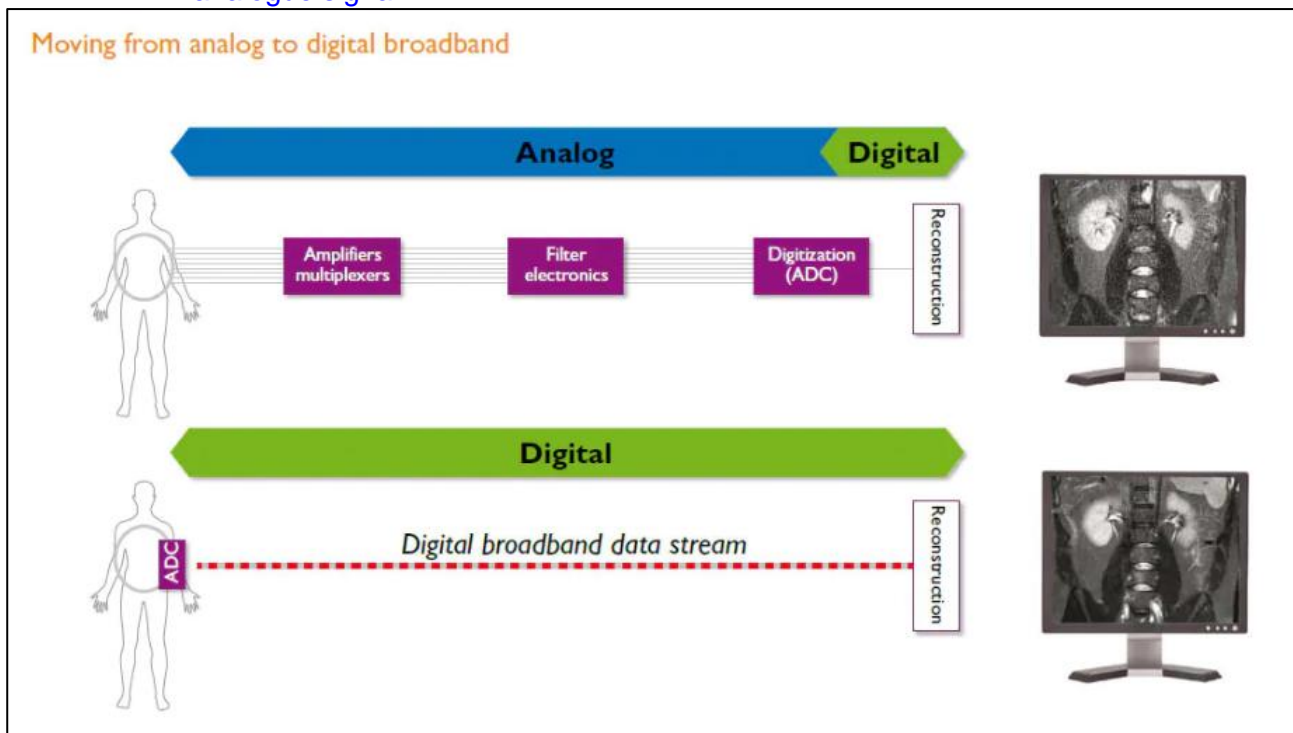 Moving from analog to digital broadband
Analog
Digital
Amplifiers
multiplexers
Filter
electronics
Digitization
(ADC)
Reconstruction
Digital
ADC
Digital broadband data stream
Reconstruction